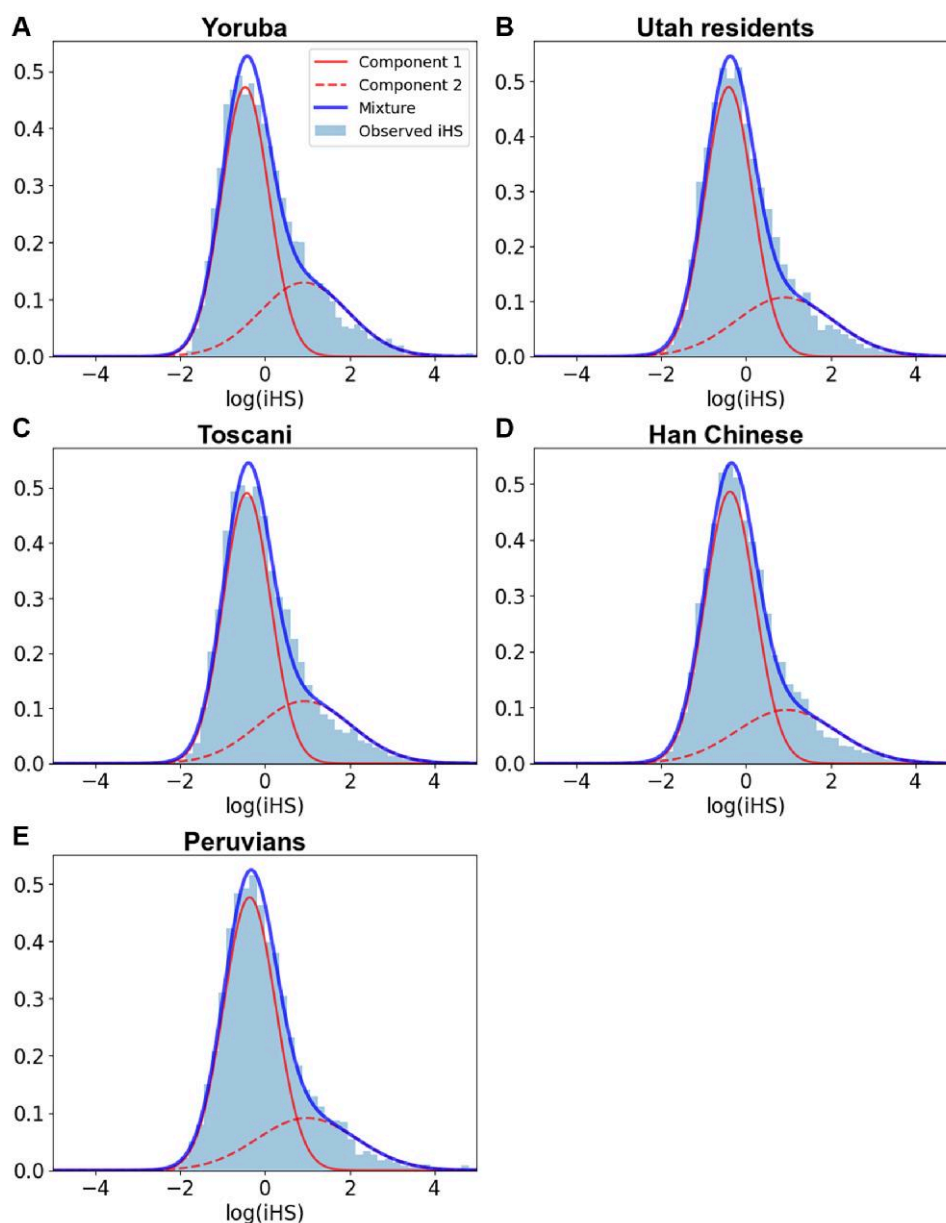 A Yoruba
0.5
0.4
0.3
0.2
0.1
0.0
Component 1
Component 2
Mixture
Observed iHS
−4 −2 0 2 4
log(iHS)
B Utah residents
0.5
0.4
0.3
0.2
0.1
0.0
−4 −2 0 2 4
log(iHS)
C Toscani
0.5
0.4
0.3
0.2
0.1
0.0
−4 −2 0 2 4
log(iHS)
D Han Chinese
0.5
0.4
0.3
0.2
0.1
0.0
−4 −2 0 2 4
log(iHS)
E Peruvians
0.5
0.4
0.3
0.2
0.1
0.0
−4 −2 0 2 4
log(iHS)